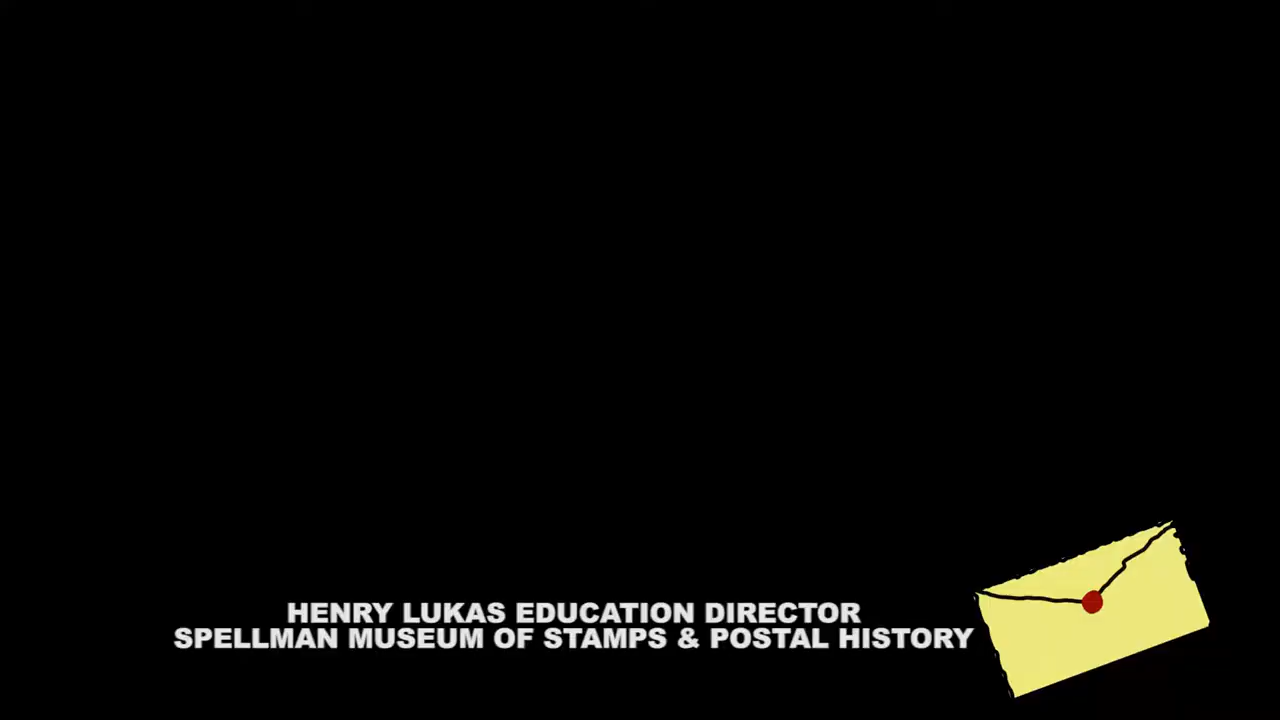 HENRY LUKAS EDUCATION DIRECTOR
SPELLMAN MUSEUM OF STAMPS & POSTAL HISTORY